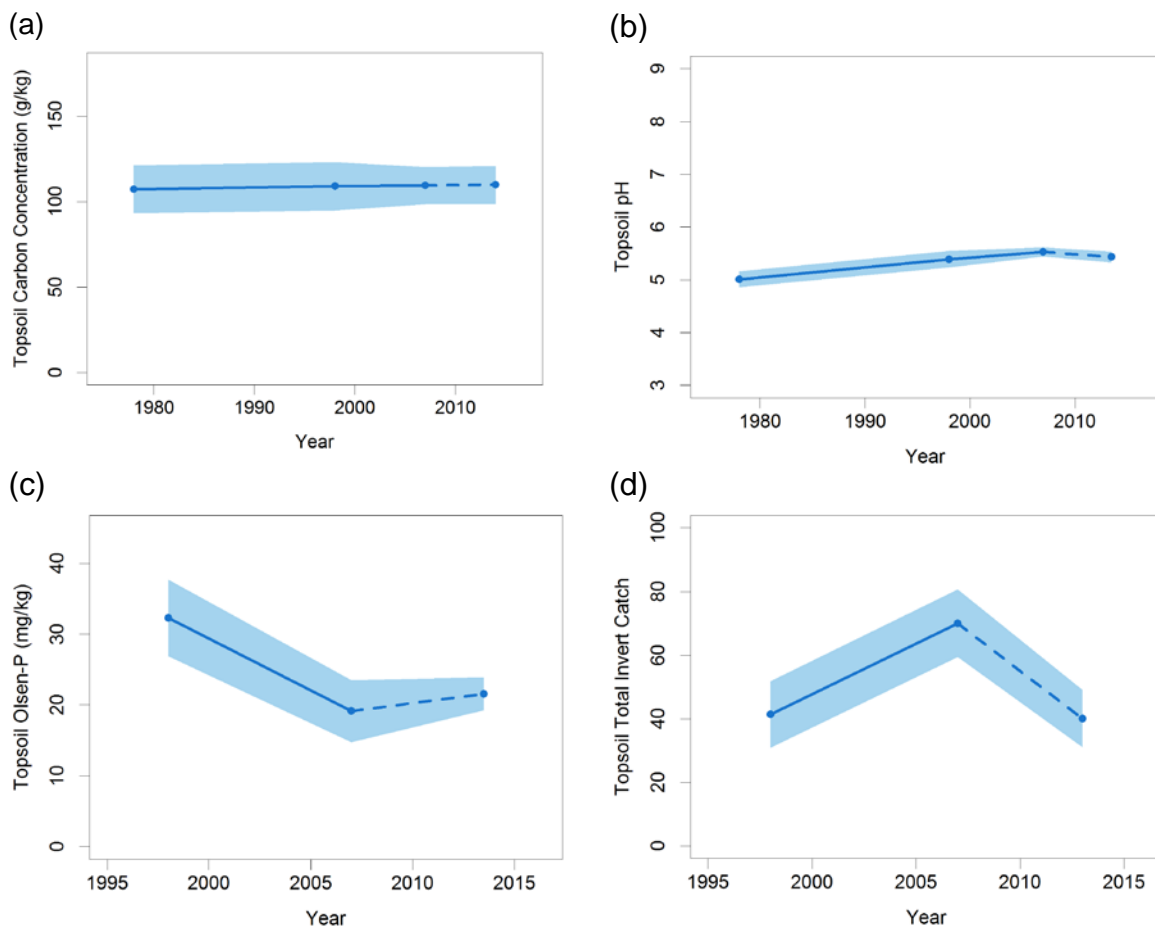 (a)
Topsoil Carbon Concentration (g/kg)
150
100
50
0
1980 1990 2000 2010
Year
(b)
Topsoil pH
9
8
7
6
5
4
3
1980 1990 2000 2010
Year
(c)
Topsoil Olsen-P (mg/kg)
40
30
20
10
0
1995 2000 2005 2010 2015
Year
(d)
Topsoil Total Invert Catch
100
80
60
40
20
0
1995 2000 2005 2010 2015
Year